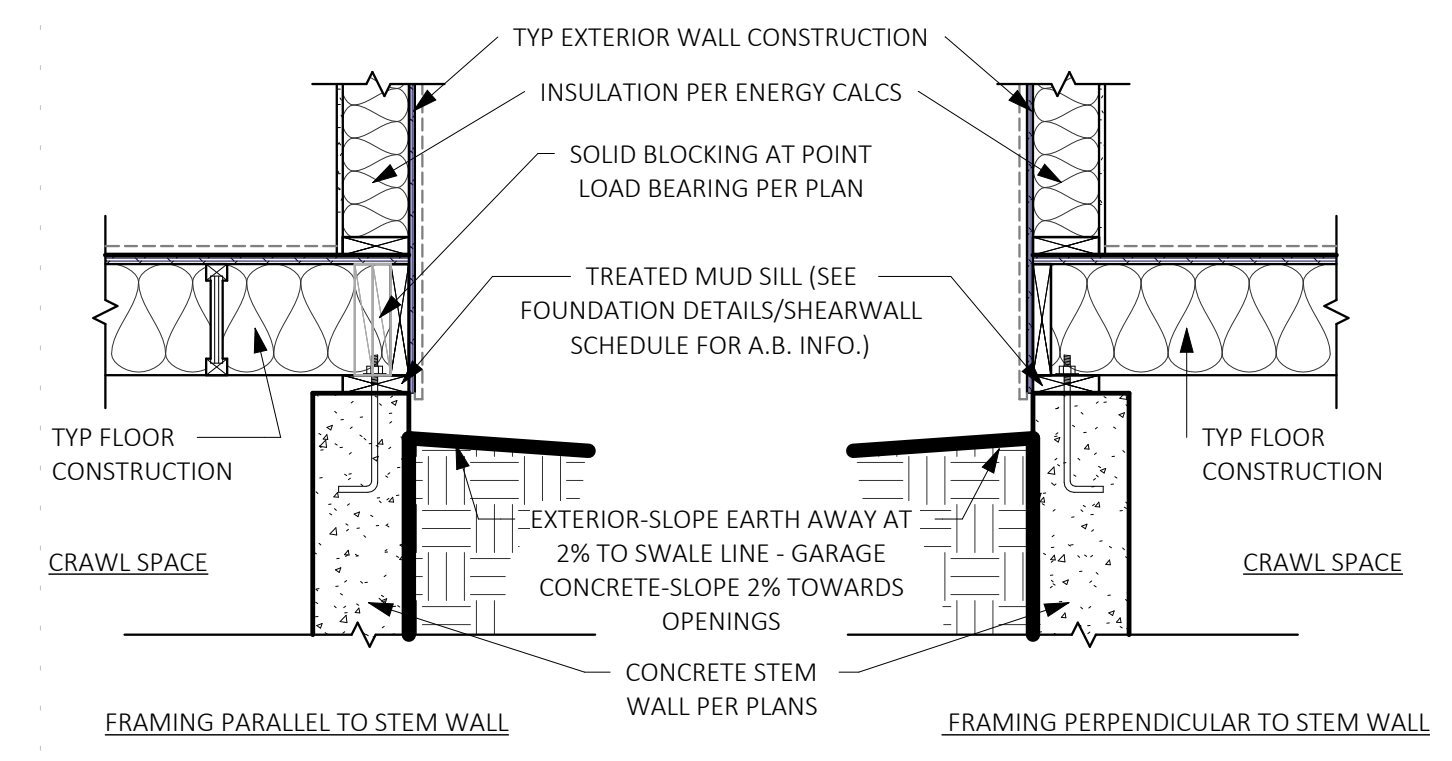 TYP EXTERIOR WALL CONSTRUCTION
INSULATION PER ENERGY CALCS
SOLID BLOCKING AT POINT
LOAD BEARING PER PLAN
TREATED MUD SILL (SEE
FOUNDATION DETAILS/SHEARWALL
SCHEDULE FOR A.B. INFO.)
TYP FLOOR
CONSTRUCTION
TYP FLOOR
CONSTRUCTION
EXTERIOR-SLOPE EARTH AWAY AT
2% TO SWALE LINE - GARAGE
CONCRETE-SLOPE 2% TOWARDS
OPENINGS
CRAWL SPACE
CRAWL SPACE
CONCRETE STEM
WALL PER PLANS
FRAMING PARALLEL TO STEM WALL
FRAMING PERPENDICULAR TO STEM WALL